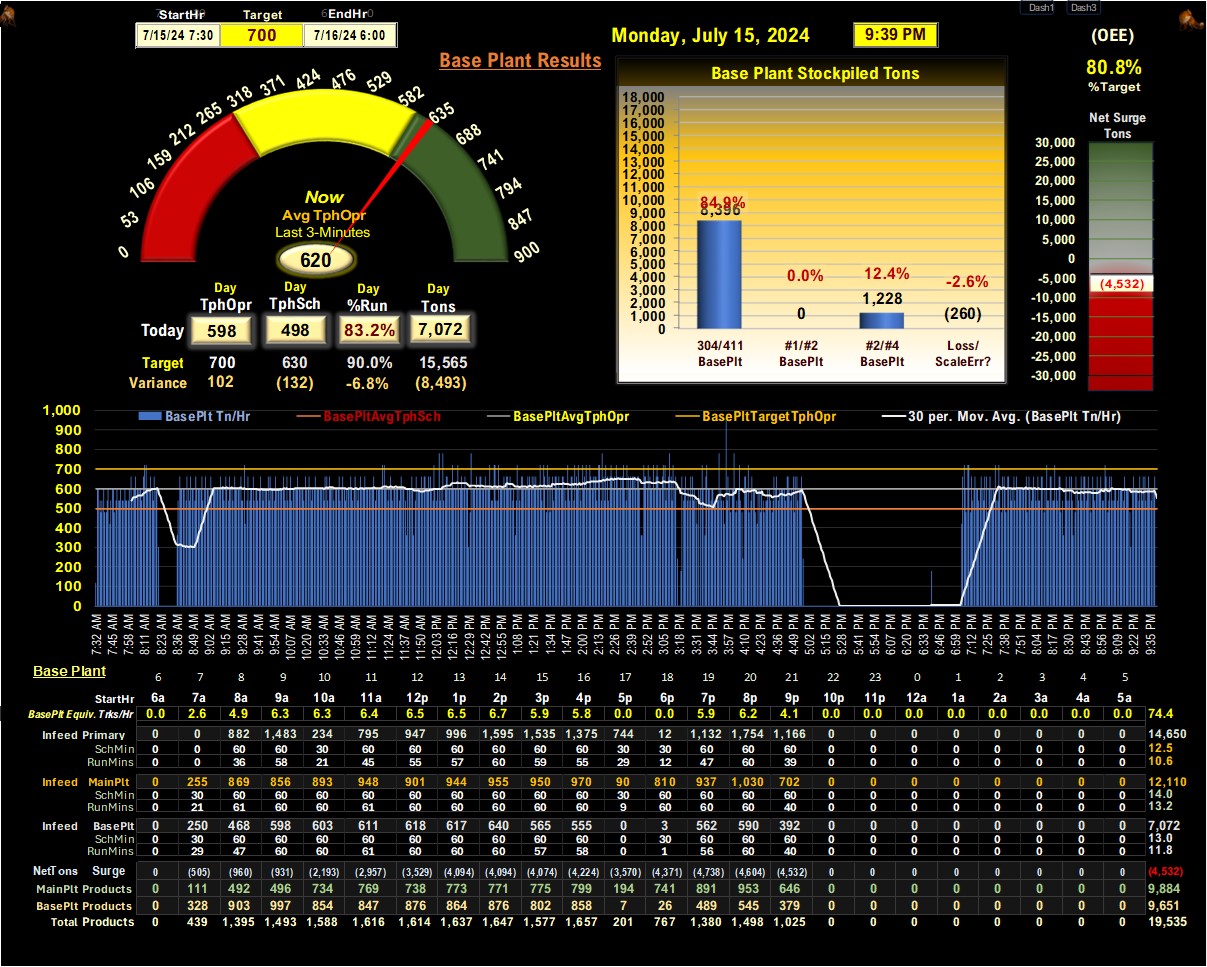 Dash1 Dash3
StartHr Target EndHr
7/15/24 7:30 700 7/16/24 6:00
Monday, July 15, 2024 9:39 PM
(OEE)
80.8%
%Target
Base Plant Results
Base Plant Stockpiled Tons
Net Surge
Tons
0 53 106 159 212 265 318 371 424 476 529 582 635 688 741 794 847 900
Now
Avg TphOpr
Last 3-Minutes
620
18,000
17,000
16,000
15,000
14,000
13,000
12,000
11,000
10,000
9,000
8,000
7,000
6,000
5,000
4,000
3,000
2,000
1,000
0
84.9% 0.0% 12.4% -2.6%
8,396 0 1,228 (260)
304/411 #1/#2 #2/#4 Loss/
BasePlt BasePlt BasePlt ScaleErr?
30,000
25,000
20,000
15,000
10,000
5,000
0
-5,000
-10,000
-15,000
-20,000
-25,000
-30,000
(4,532)
Day Day Day Day
TphOpr TphSch %Run Tons
Today 598 498 83.2% 7,072
Target 700 630 90.0% 15,565
Variance 102 (132) -6.8% (8,493)
BasePlt Tn/Hr BasePltAvgTphSch BasePltAvgTphOpr BasePltTargetTphOpr 30 per. Mov. Avg. (BasePlt Tn/Hr)
1,000
900
800
700
600
500
400
300
200
100
0
7:32 AM 7:45 AM 7:58 AM 8:11 AM 8:23 AM 8:36 AM 8:49 AM 9:02 AM 9:15 AM 9:28 AM 9:41 AM 9:54 AM 10:07 AM 10:20 AM 10:33 AM 10:46 AM 10:59 AM 11:12 AM 11:24 AM 11:37 AM 11:50 AM 12:03 PM 12:16 PM 12:29 PM 12:42 PM 12:55 PM 1:08 PM 1:21 PM 1:34 PM 1:47 PM 2:00 PM 2:13 PM 2:26 PM 2:39 PM 2:52 PM 3:05 PM 3:18 PM 3:31 PM 3:44 PM 3:57 PM 4:10 PM 4:23 PM 4:36 PM 4:49 PM 5:02 PM 5:15 PM 5:28 PM 5:41 PM 5:54 PM 6:07 PM 6:20 PM 6:33 PM 6:46 PM 6:59 PM 7:12 PM 7:25 PM 7:38 PM 7:51 PM 8:04 PM 8:17 PM 8:30 PM 8:43 PM 8:56 PM 9:09 PM 9:22 PM 9:35 PM
Base Plant 6 7 8 9 10 11 12 13 14 15 16 17 18 19 20 21 22 23 0 1 2 3 4 5
StartHr 6a 7a 8a 9a 10a 11a 12p 1p 2p 3p 4p 5p 6p 7p 8p 9p 10p 11p 12a 1a 2a 3a 4a 5a
BasePlt Equiv. Trks/Hr 0.0 2.6 4.9 6.3 6.3 6.4 6.5 6.5 6.7 5.9 5.8 0.0 0.0 5.9 6.2 4.1 0.0 0.0 0.0 0.0 0.0 0.0 0.0 0.0 74.4
Infeed Primary 0 0 882 1,483 234 795 947 996 1,595 1,535 1,375 744 12 1,132 1,754 1,166 0 0 0 0 0 0 0 0 14,650
SchMin 0 0 60 60 30 60 60 60 60 60 60 30 30 60 60 60 0 0 0 0 0 0 0 0 12.5
RunMins 0 0 36 58 21 45 55 57 60 59 55 29 12 47 60 39 0 0 0 0 0 0 0 0 10.6
Infeed MainPlt 0 255 869 856 893 948 901 944 955 950 970 90 810 937 1,030 702 0 0 0 0 0 0 0 0 12,110
SchMin 0 30 60 60 60 60 60 60 60 60 60 30 60 60 60 60 0 0 0 0 0 0 0 0 14.0
RunMins 0 21 61 60 60 61 60 60 60 60 60 9 60 60 60 40 0 0 0 0 0 0 0 0 13.2
Infeed BasePlt 0 250 468 598 603 611 618 617 640 565 555 0 3 562 590 392 0 0 0 0 0 0 0 0 7,072
SchMin 0 30 60 60 60 60 60 60 60 60 60 0 30 60 60 60 0 0 0 0 0 0 0 0 13.0
RunMins 0 29 47 60 60 61 60 60 60 57 58 0 1 56 60 40 0 0 0 0 0 0 0 0 11.8
NetTons Surge 0 (505) (960) (931) (2,193) (2,957) (3,529) (4,094) (4,094) (4,074) (4,224) (3,570) (4,371) (4,738) (4,604) (4,532) 0 0 0 0 0 0 0 0 (4,532)
MainPlt Products 0 111 492 496 734 769 738 773 771 775 799 194 741 891 953 646 0 0 0 0 0 0 0 0 9,884
BasePlt Products 0 328 903 997 854 847 876 864 876 802 858 7 26 489 545 379 0 0 0 0 0 0 0 0 9,651
Total Products 0 439 1,395 1,493 1,588 1,616 1,614 1,637 1,647 1,577 1,657 201 767 1,380 1,498 1,025 0 0 0 0 0 0 0 0 19,535